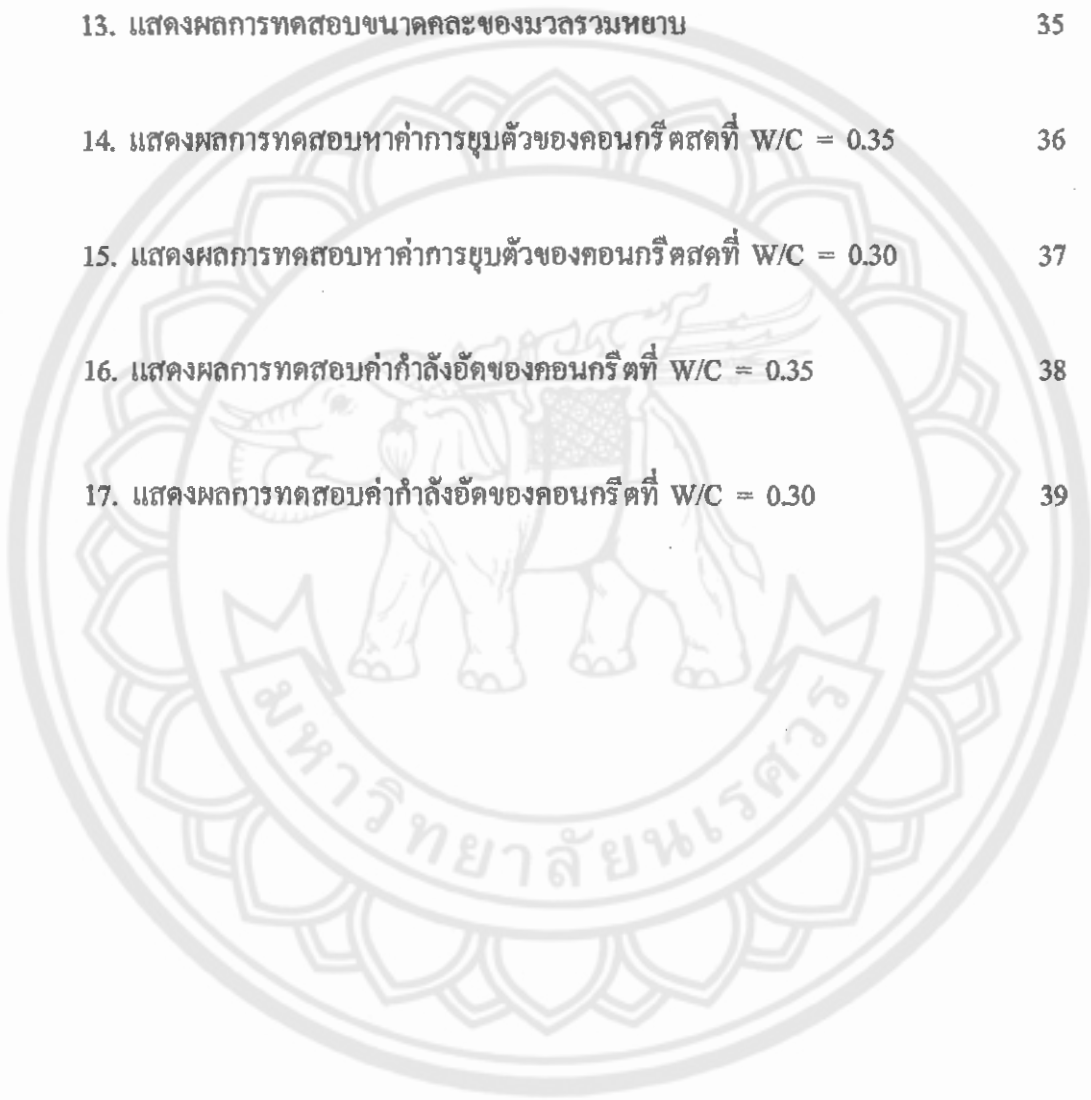 13. แสดงผลการทดสอบขนาดคละของมวลรวมหยาบ 35
14. แสดงผลการทดสอบหาค่าการยุบตัวของคอนกรีตสดที่ W/C = 0.35 36
15. แสดงผลการทดสอบหาค่าการยุบตัวของคอนกรีตสดที่ W/C = 0.30 37
16. แสดงผลการทดสอบค่ากำลังอัดของคอนกรีตที่ W/C = 0.35 38
17. แสดงผลการทดสอบค่ากำลังอัดของคอนกรีตที่ W/C = 0.30 39
มหาวิทยาลัยนเรศวร